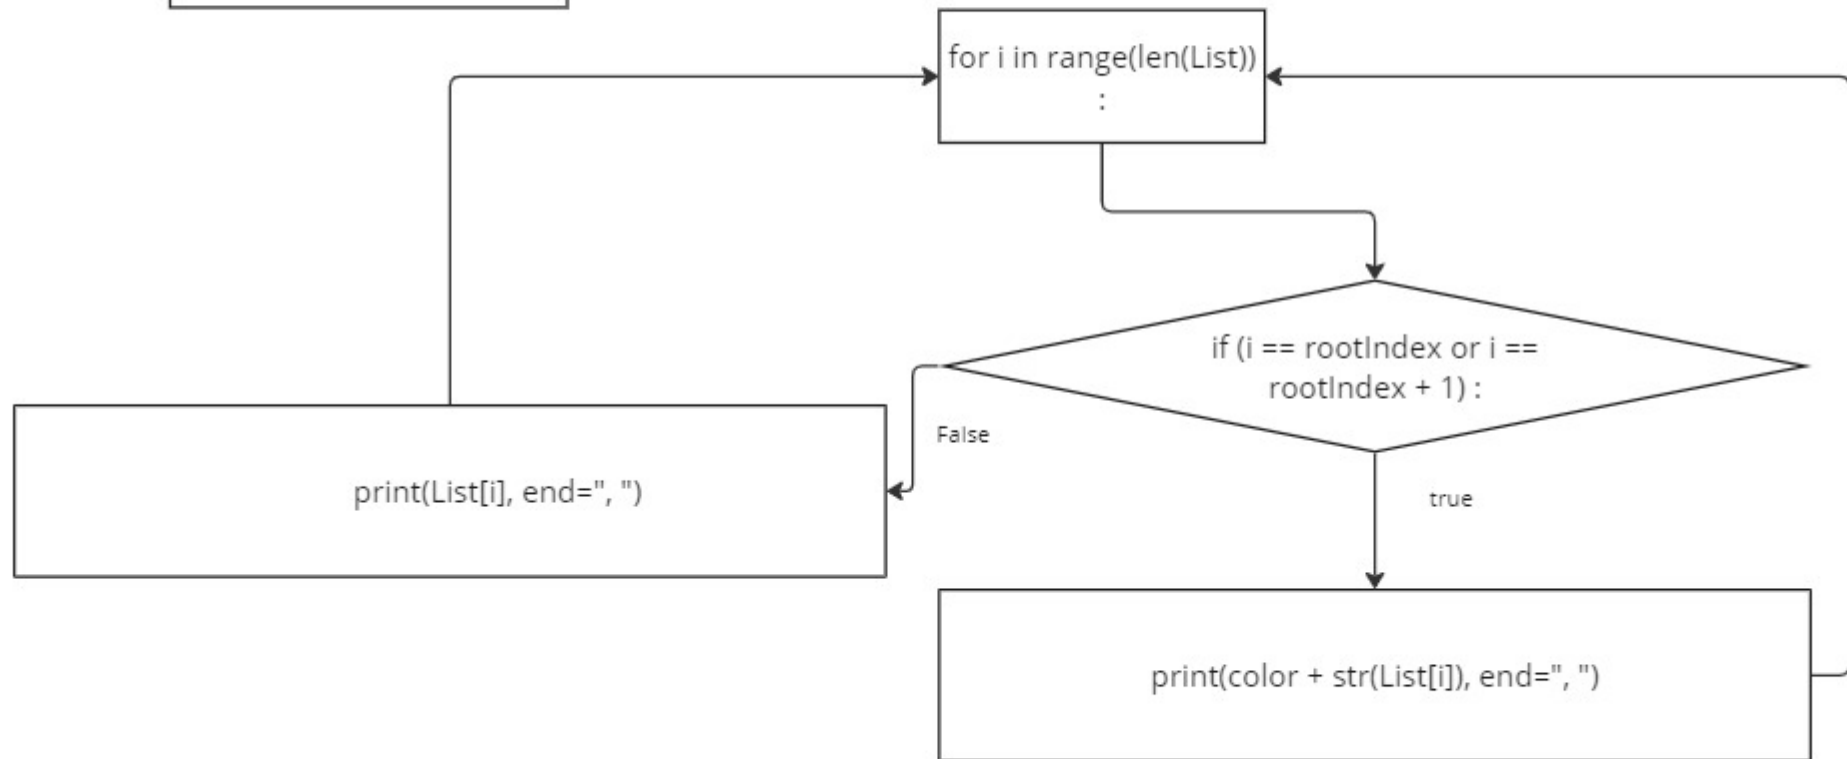 for i in range(len(List))
:
if (i == rootIndex or i ==
rootIndex + 1) :
False
print(List[i], end=", ")
true
print(color + str(List[i]), end=", ")